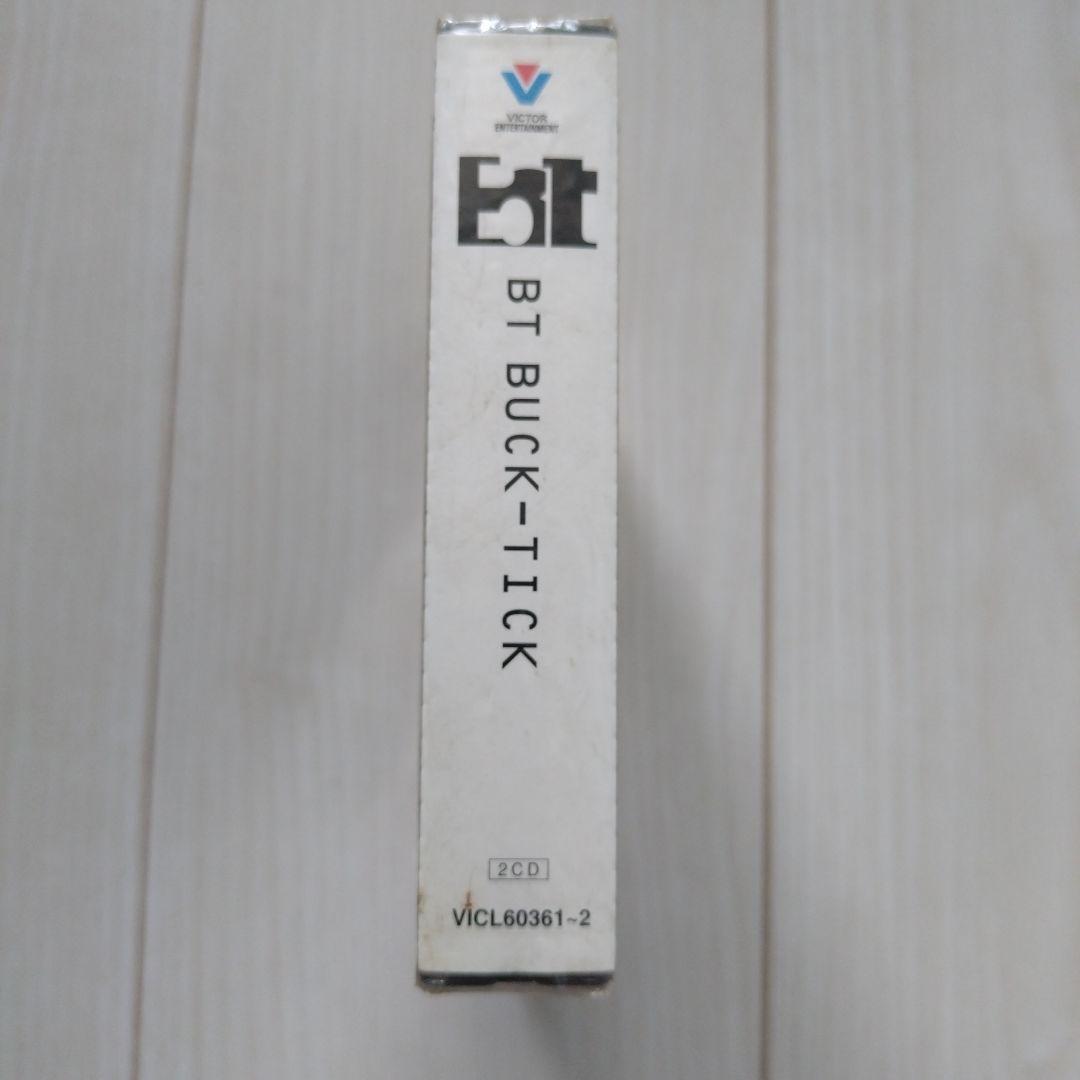 VICTOR
ENTERTAINMENT
Bt
BT BUCK-TICK
2CD
VICL60361~2